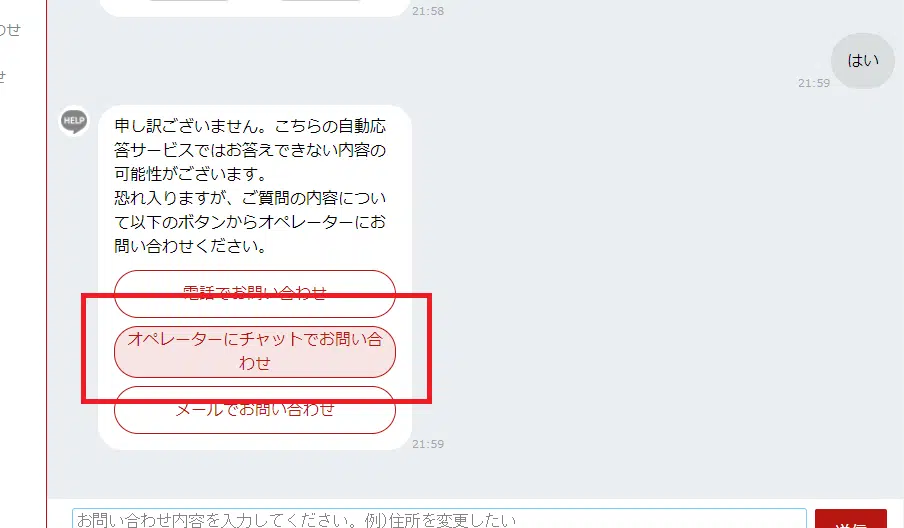 21:58
わせ
はい
21:59
せ
HELP
申し訳ございません。こちらの自動応
答サービスではお答えできない内容の
可能性がございます。
恐れ入りますが、ご質問の内容につい
て以下のボタンからオペレーターにお
問い合わせください。
電話でお問い合わせ
オペレーターにチャットでお問い合
わせ
メールでお問い合わせ
21:59
お問い合わせ内容を入力してください。例)住所を変更したい
送信